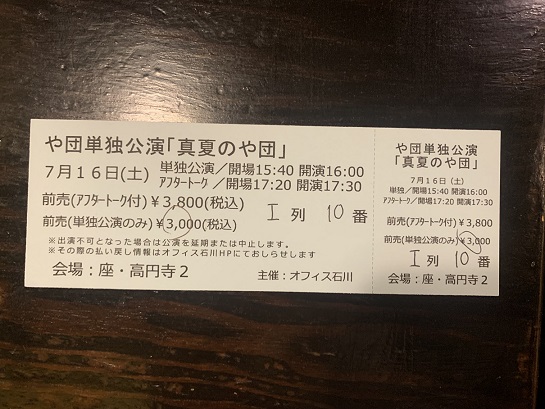 や団単独公演「真夏のや団」
7月16日(土) 単独公演／開場15:40 開演16:00
アフタートーク ／開場17:20 開演17:30
前売(アフタートーク付)￥3,800(税込)
前売(単独公演のみ)￥3,000(税込)
I 列 10 番
※出演不可となった場合は公演を延期または中止します。
※その際の払い戻し情報はオフィス石川HPにておしらせします
会場：座・高円寺２ 主催：オフィス石川
や団単独公演
「真夏のや団」
7月16日（土）
単独／開場15:40 開演16:00
アフタートーク／開場17:20 開演17:30
前売(アフタートーク付)￥3,800
前売(単独公演のみ)￥3,000
I 列 10 番
会場：座・高円寺２